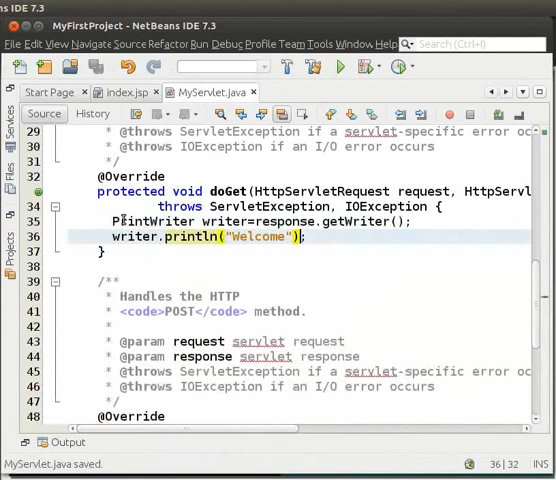 s IDE 7.3
MyFirstProject - NetBeans IDE 7.3
File Edit View Navigate Source Refactor Run Debug Profile Team Tools Window Help
Search (Ctrl+I)
Start Page index.jsp MyServlet.java
Source History
Services
Files
Projects
29 * @throws ServletException if a servlet-specific error oc
30 * @throws IOException if an I/O error occurs
31 */
32 @Override
protected void doGet(HttpServletRequest request, HttpServl
34 throws ServletException, IOException {
35 PrintWriter writer=response.getWriter();
36 writer.println("Welcome");
37 }
38
39 /**
40 * Handles the HTTP
41 * <code>POST</code> method.
42 *
43 * @param request servlet request
44 * @param response servlet response
45 * @throws ServletException if a servlet-specific error oc
46 * @throws IOException if an I/O error occurs
47 */
48 @Override
Output
MyServlet.java saved.
36 | 32 INS